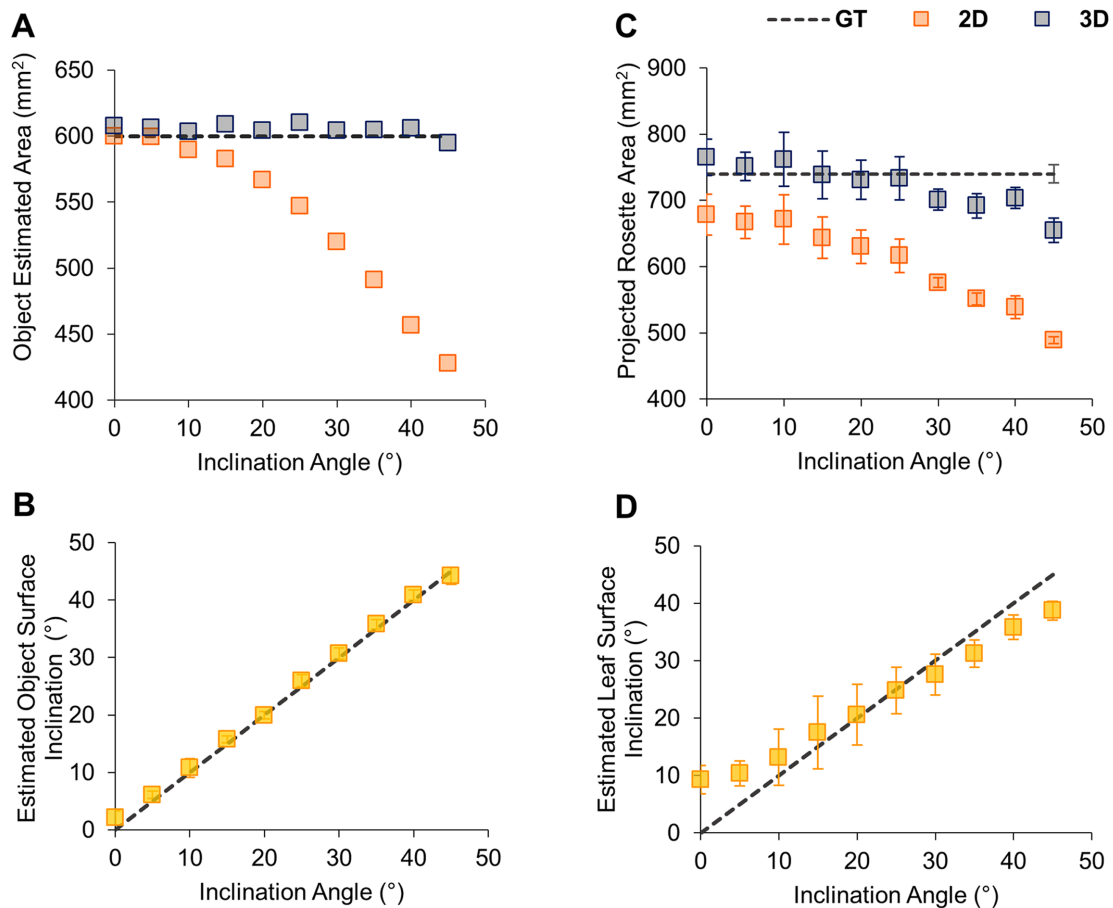 A
Object Estimated Area (mm²)
650
600
550
500
450
400
0 10 20 30 40 50
Inclination Angle (°)
GT 2D 3D
C
Projected Rosette Area (mm²)
900
800
700
600
500
400
0 10 20 30 40 50
Inclination Angle (°)
B
Estimated Object Surface
Inclination (°)
50
40
30
20
10
0
0 10 20 30 40 50
Inclination Angle (°)
D
Estimated Leaf Surface
Inclination (°)
50
40
30
20
10
0
0 10 20 30 40 50
Inclination Angle (°)